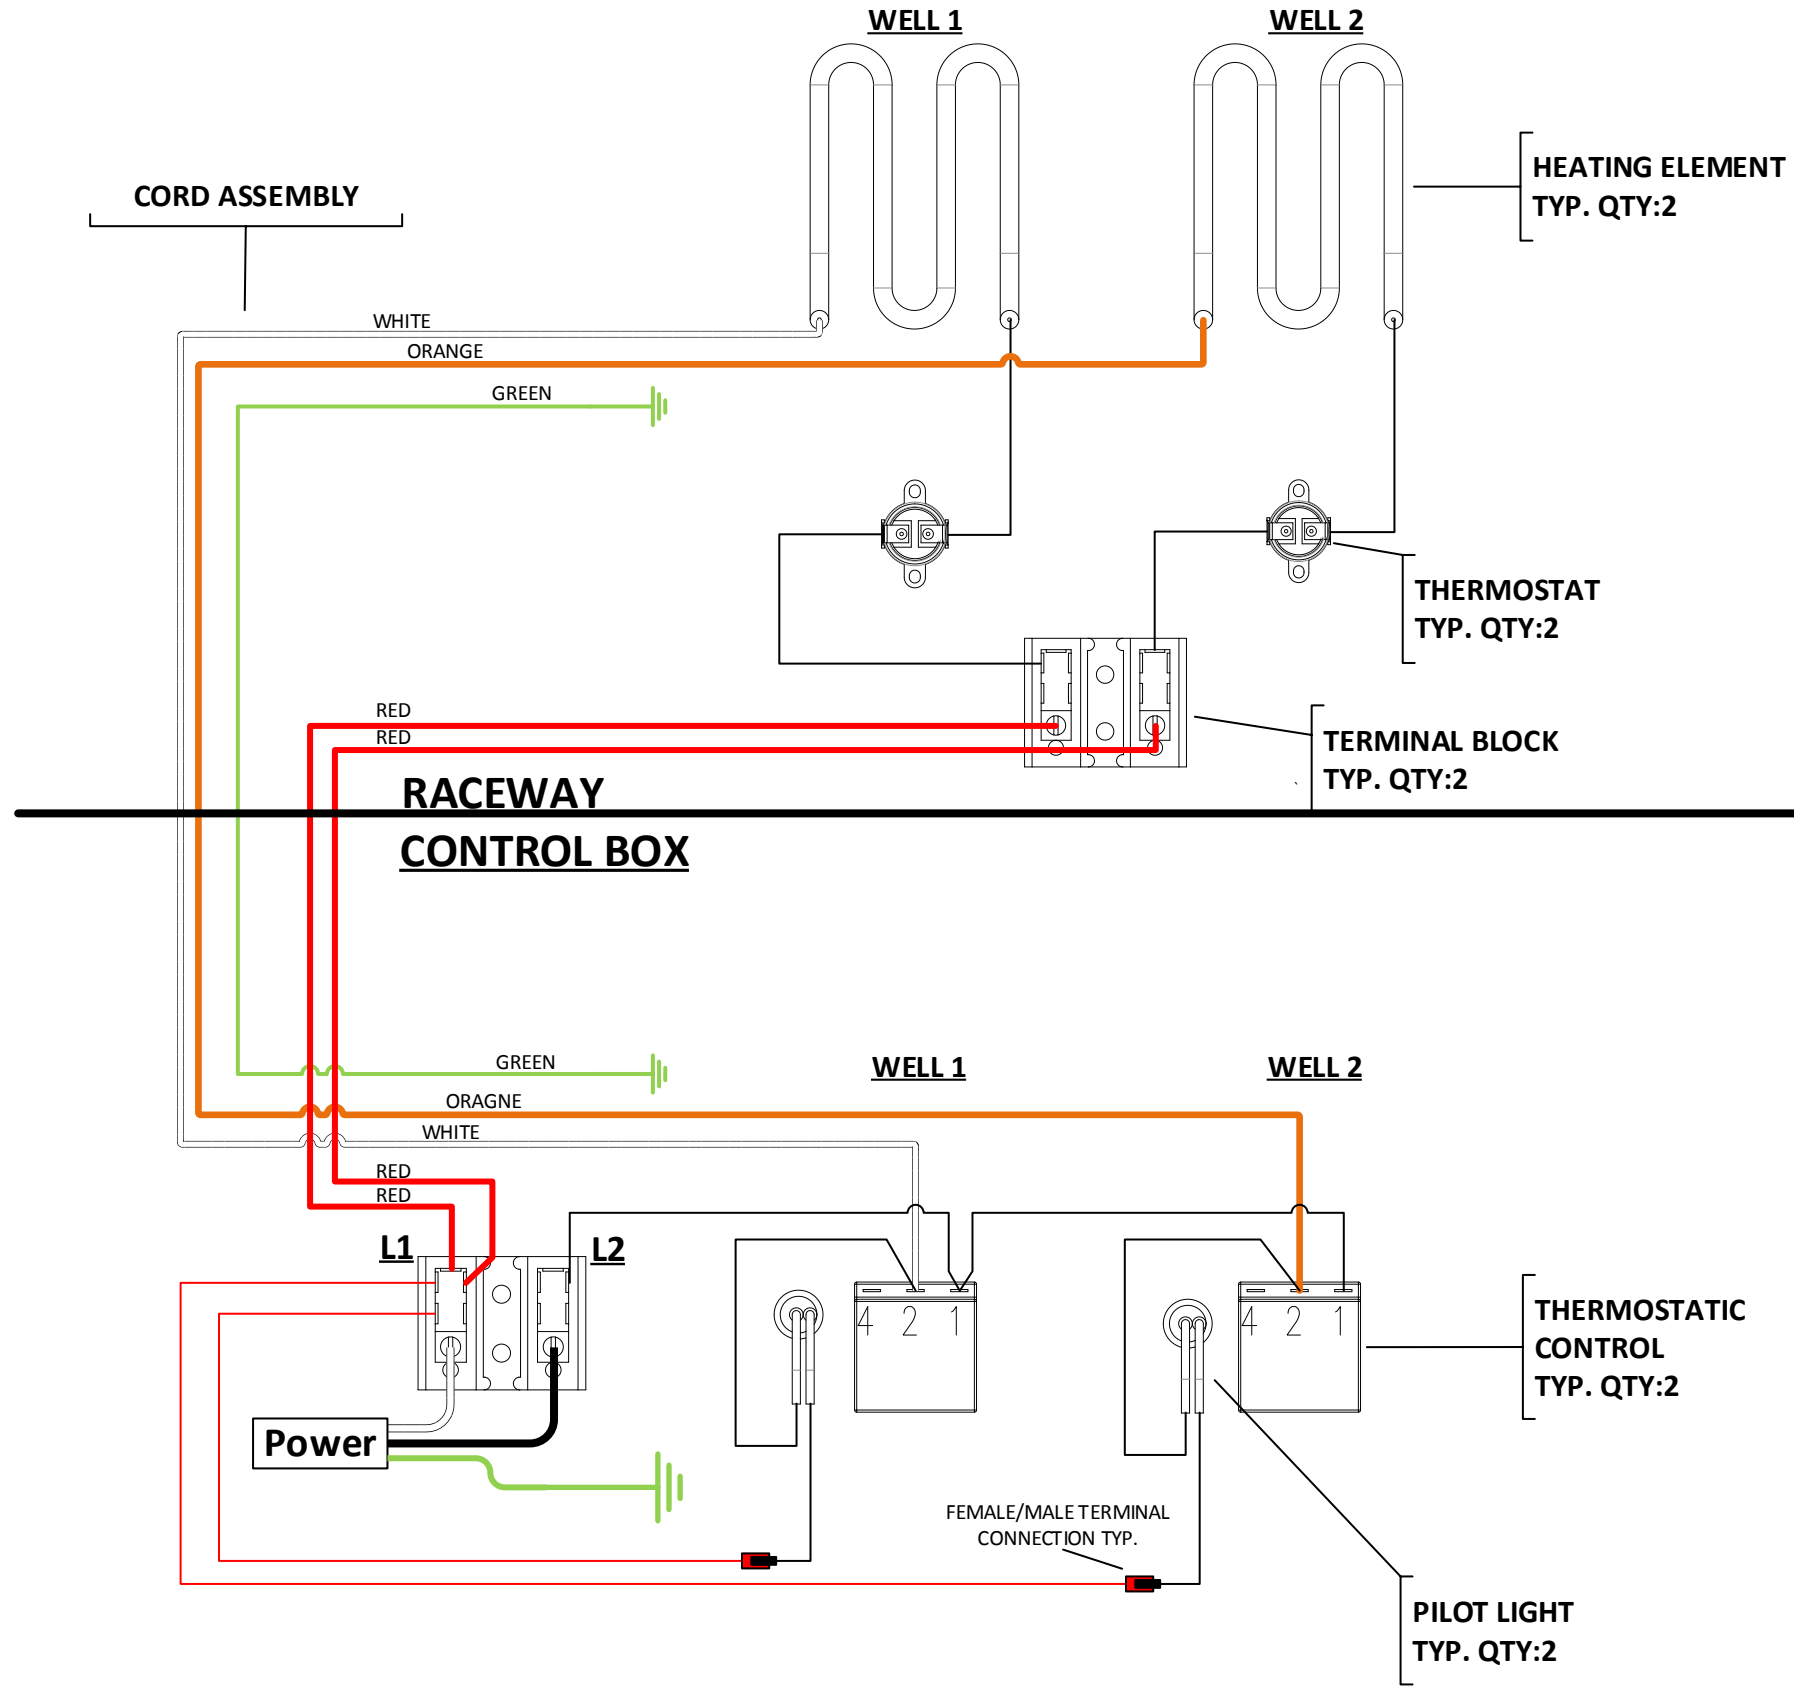 WELL 1
WELL 2
HEATING ELEMENT
TYP. QTY:2
CORD ASSEMBLY
WHITE
ORANGE
GREEN
THERMOSTAT
TYP. QTY:2
RED
RED
TERMINAL BLOCK
TYP. QTY:2
RACEWAY
CONTROL BOX
GREEN
WELL 1
WELL 2
ORAGNE
WHITE
RED
RED
L1
L2
4 2 1
4 2 1
THERMOSTATIC
CONTROL
TYP. QTY:2
Power
FEMALE/MALE TERMINAL
CONNECTION TYP.
PILOT LIGHT
TYP. QTY:2